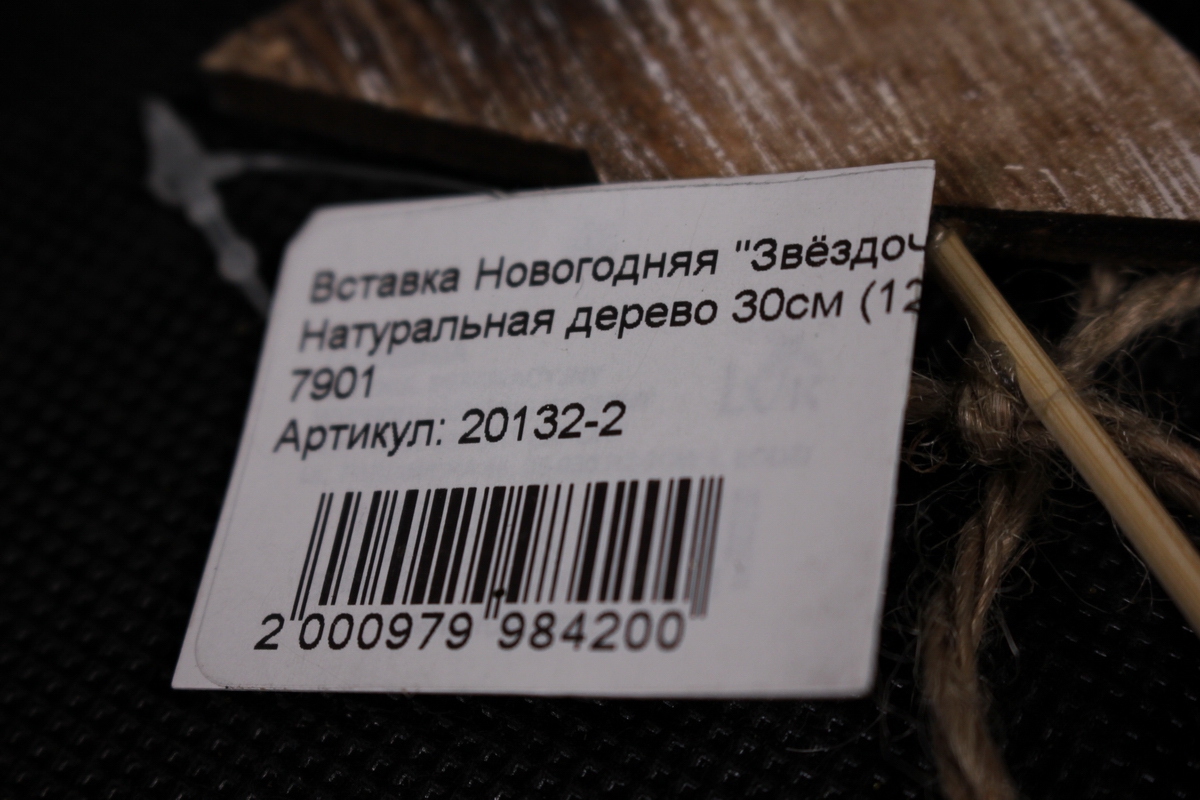 Вставка Новогодняя "Звёздоч
Натуральная дерево 30см (12
7901
Артикул: 20132-2
2 000979 984200